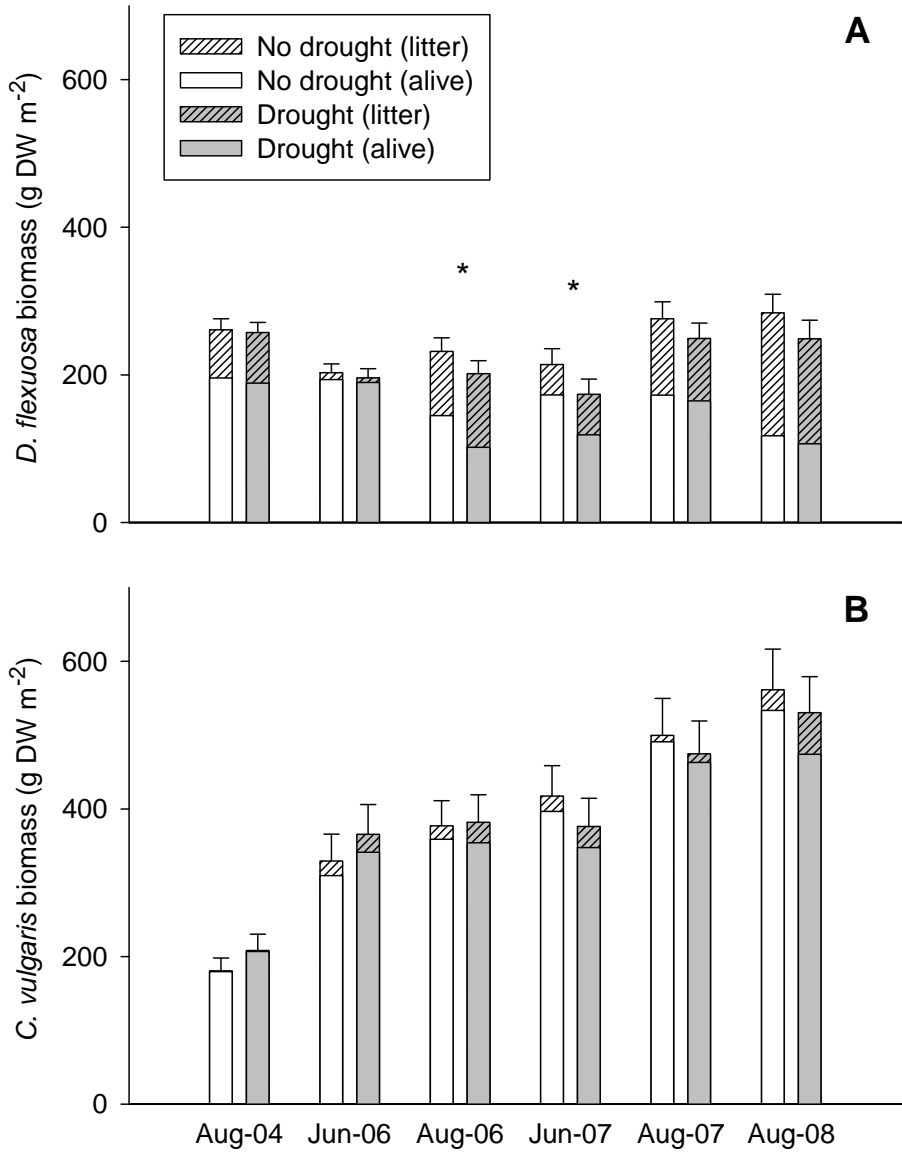 A
No drought (litter)
No drought (alive)
Drought (litter)
Drought (alive)
D. flexuosa biomass (g DW m-2)
600
400
200
0
*
*
B
C. vulgaris biomass (g DW m-2)
600
400
200
0
Aug-04 Jun-06 Aug-06 Jun-07 Aug-07 Aug-08